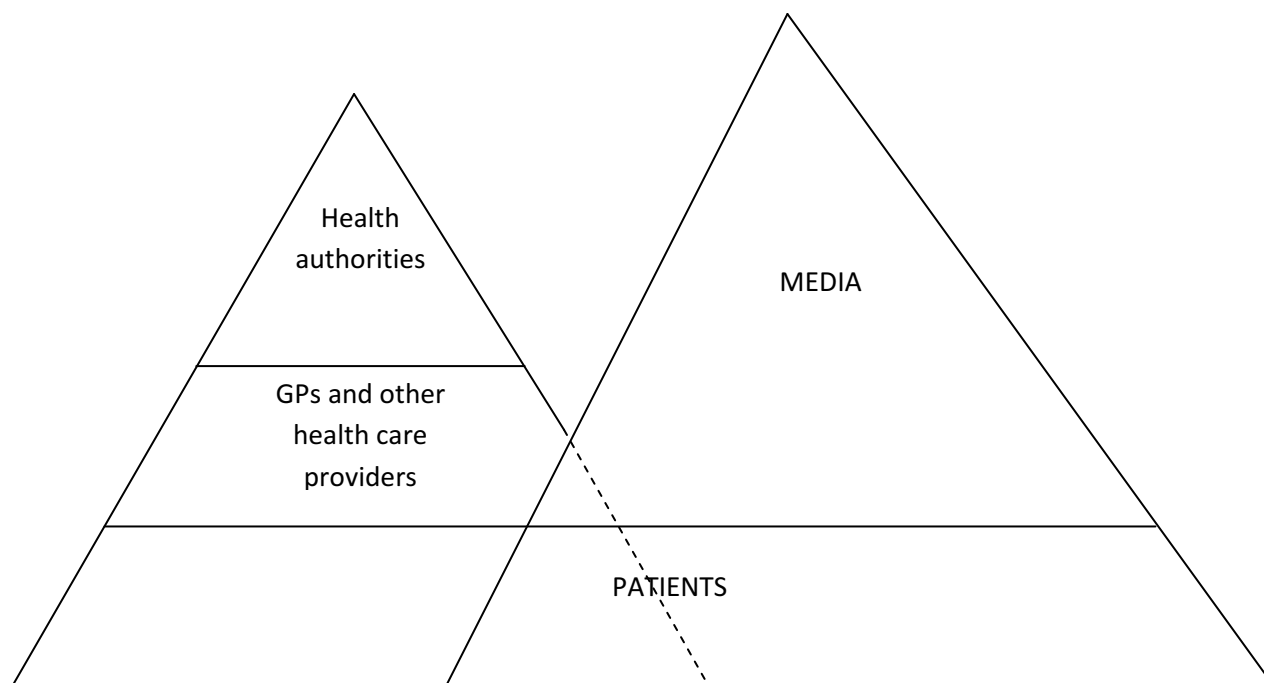 Health
authorities
MEDIA
GPs and other
health care
providers
PATIENTS